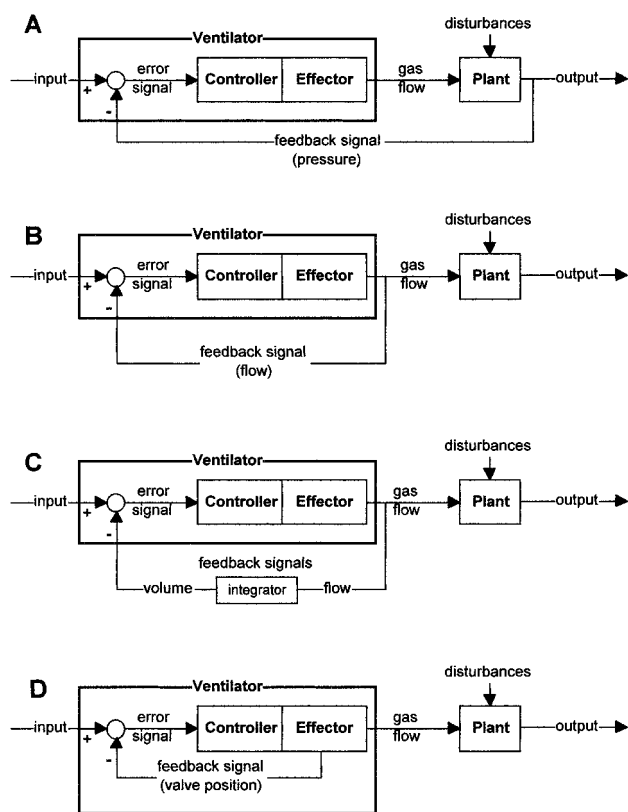 A
disturbances
Ventilator
input
+
-
error
signal
Controller
Effector
gas
flow
Plant
output
feedback signal
(pressure)
B
disturbances
Ventilator
input
+
-
error
signal
Controller
Effector
gas
flow
Plant
output
feedback signal
(flow)
C
disturbances
Ventilator
input
+
-
error
signal
Controller
Effector
gas
flow
Plant
output
feedback signals
volume
integrator
flow
D
disturbances
Ventilator
input
+
-
error
signal
Controller
Effector
gas
flow
Plant
output
feedback signal
(valve position)